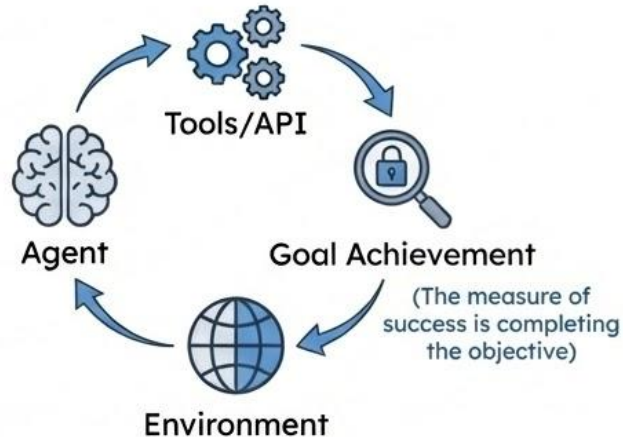 Tools/API
Agent
Goal Achievement
(The measure of
success is completing
the objective)
Environment